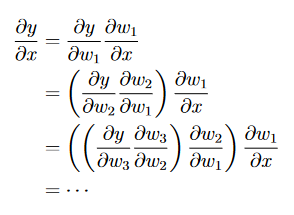 ∂y/∂x = ∂y/∂w₁ ∂w₁/∂x
= (∂y/∂w₂ ∂w₂/∂w₁) ∂w₁/∂x
= ((∂y/∂w₃ ∂w₃/∂w₂) ∂w₂/∂w₁) ∂w₁/∂x
= ⋯